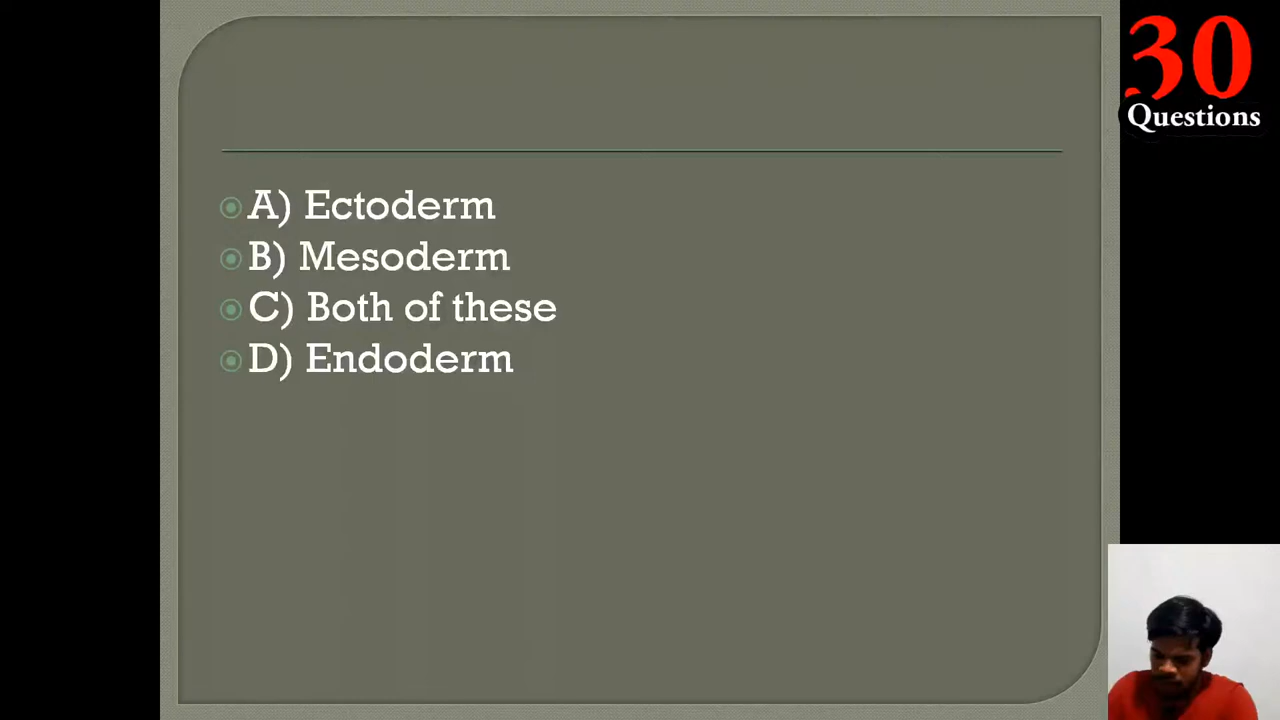 30
Questions
A) Ectoderm
B) Mesoderm
C) Both of these
D) Endoderm